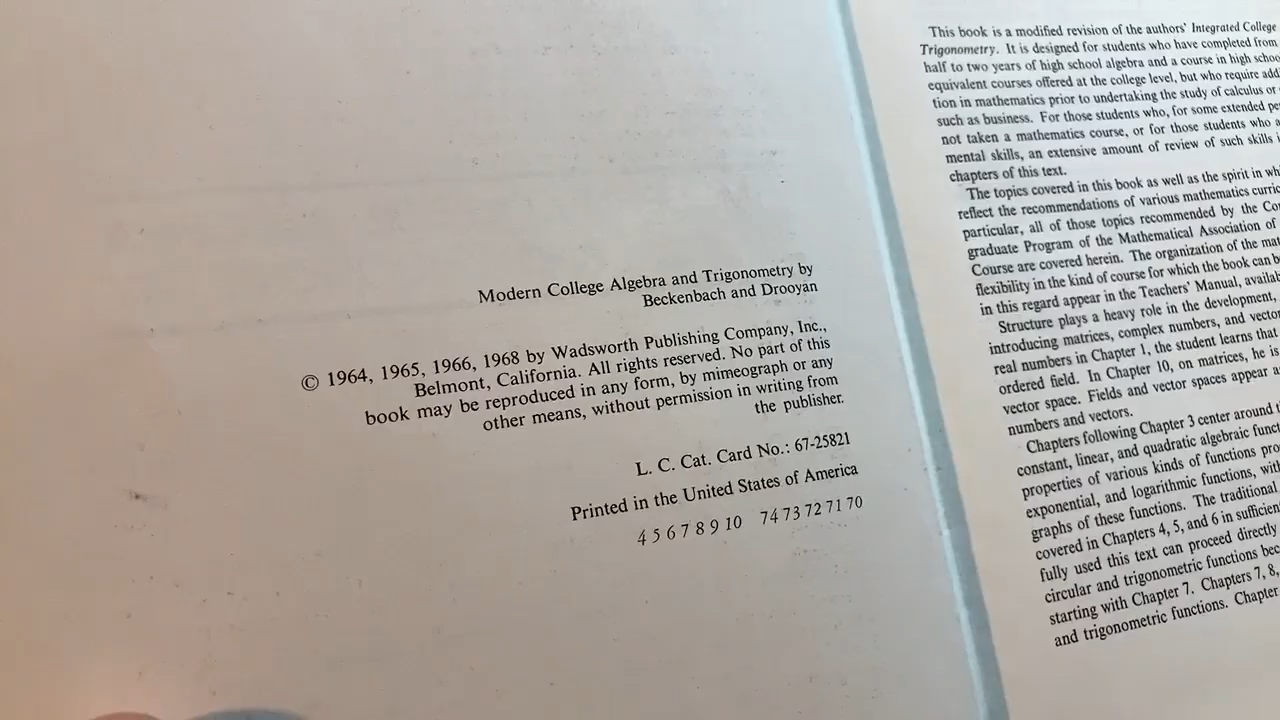 Modern College Algebra and Trigonometry by
Beckenbach and Drooyan
© 1964, 1965, 1966, 1968 by Wadsworth Publishing Company, Inc.,
Belmont, California. All rights reserved. No part of this
book may be reproduced in any form, by mimeograph or any
other means, without permission in writing from
the publisher.
L. C. Cat. Card No.: 67-25821
Printed in the United States of America
4 5 6 7 8 9 10 74 73 72 71 70
This book is a modified revision of the authors' Integrated College
Trigonometry. It is designed for students who have completed from
half to two years of high school algebra and a course in high
equivalent courses offered at the college level, but who require
tion in mathematics prior to undertaking the study of calculus or
such as business. For those students who, for some extended
not taken a mathematics course, or for those students who
mental skills, an extensive amount of review of such skills
chapters of this text.
The topics covered in this book as well as the spirit in
reflect the recommendations of various mathematics
particular, all of those topics recommended by the
graduate Program of the Mathematical Association of
Course are covered herein. The organization of the
flexibility in the kind of course for which the book can
in this regard appear in the Teachers' Manual,
Structure plays a heavy role in the development,
introducing matrices, complex numbers, and
real numbers in Chapter 1, the student learns that
ordered field. In Chapter 10, on matrices, he is
vector space. Fields and vector spaces appear
numbers and vectors.
Chapters following Chapter 3 center around
constant, linear, and quadratic algebraic
properties of various kinds of functions
exponential, and logarithmic functions,
graphs of these functions. The traditional
covered in Chapters 4, 5, and 6 in
fully used this text can proceed directly
circular and trigonometric functions
starting with Chapter 7. Chapters 7, 8,
and trigonometric functions. Chapter